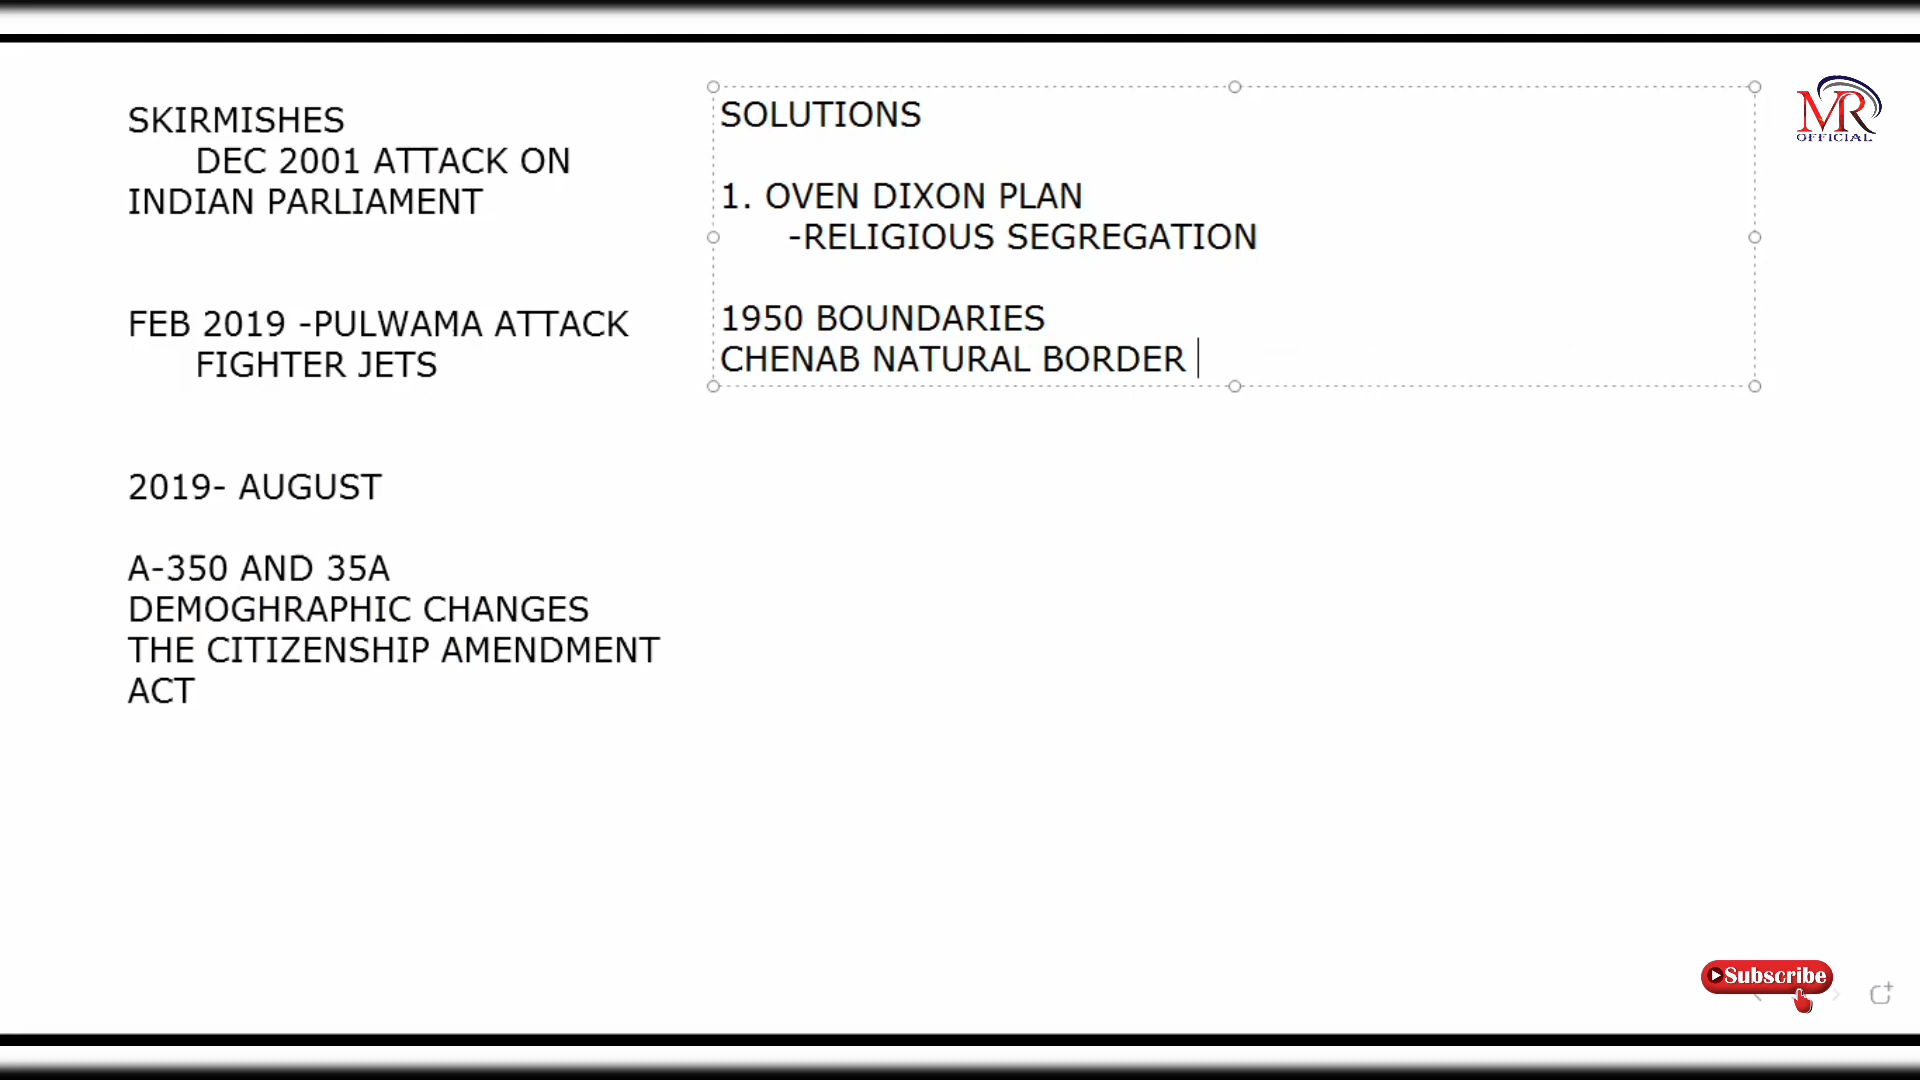 SKIRMISHES
DEC 2001 ATTACK ON
INDIAN PARLIAMENT
FEB 2019 -PULWAMA ATTACK
FIGHTER JETS
2019- AUGUST
A-350 AND 35A
DEMOGHRAPHIC CHANGES
THE CITIZENSHIP AMENDMENT
ACT
SOLUTIONS
1. OVEN DIXON PLAN
-RELIGIOUS SEGREGATION
1950 BOUNDARIES
CHENAB NATURAL BORDER
MR
OFFICIAL
Subscribe